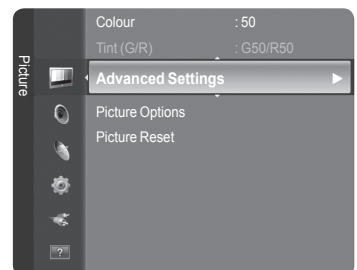 Picture
Colour : 50
Tint (G/R) : G50/R50
Advanced Settings
Picture Options
Picture Reset
?